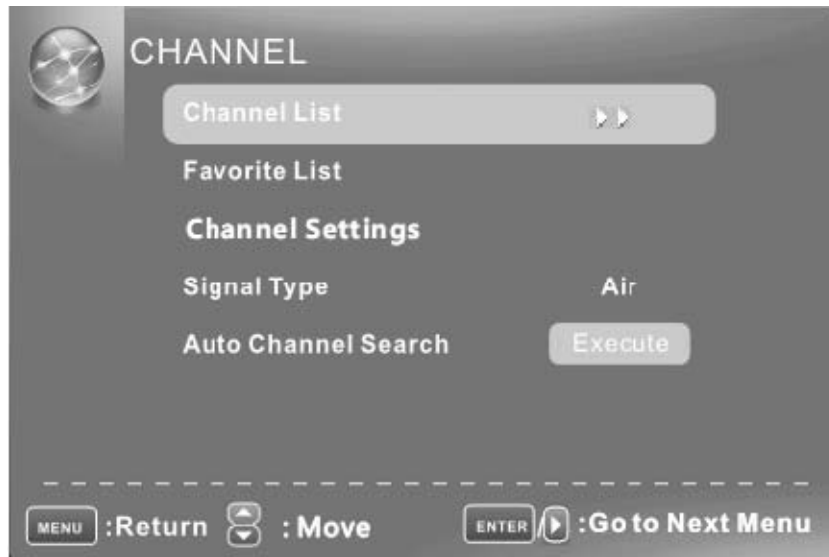 CHANNEL
Channel List
Favorite List
Channel Settings
Signal Type Air
Auto Channel Search Execute
MENU :Return : Move ENTER / :Go to Next Menu